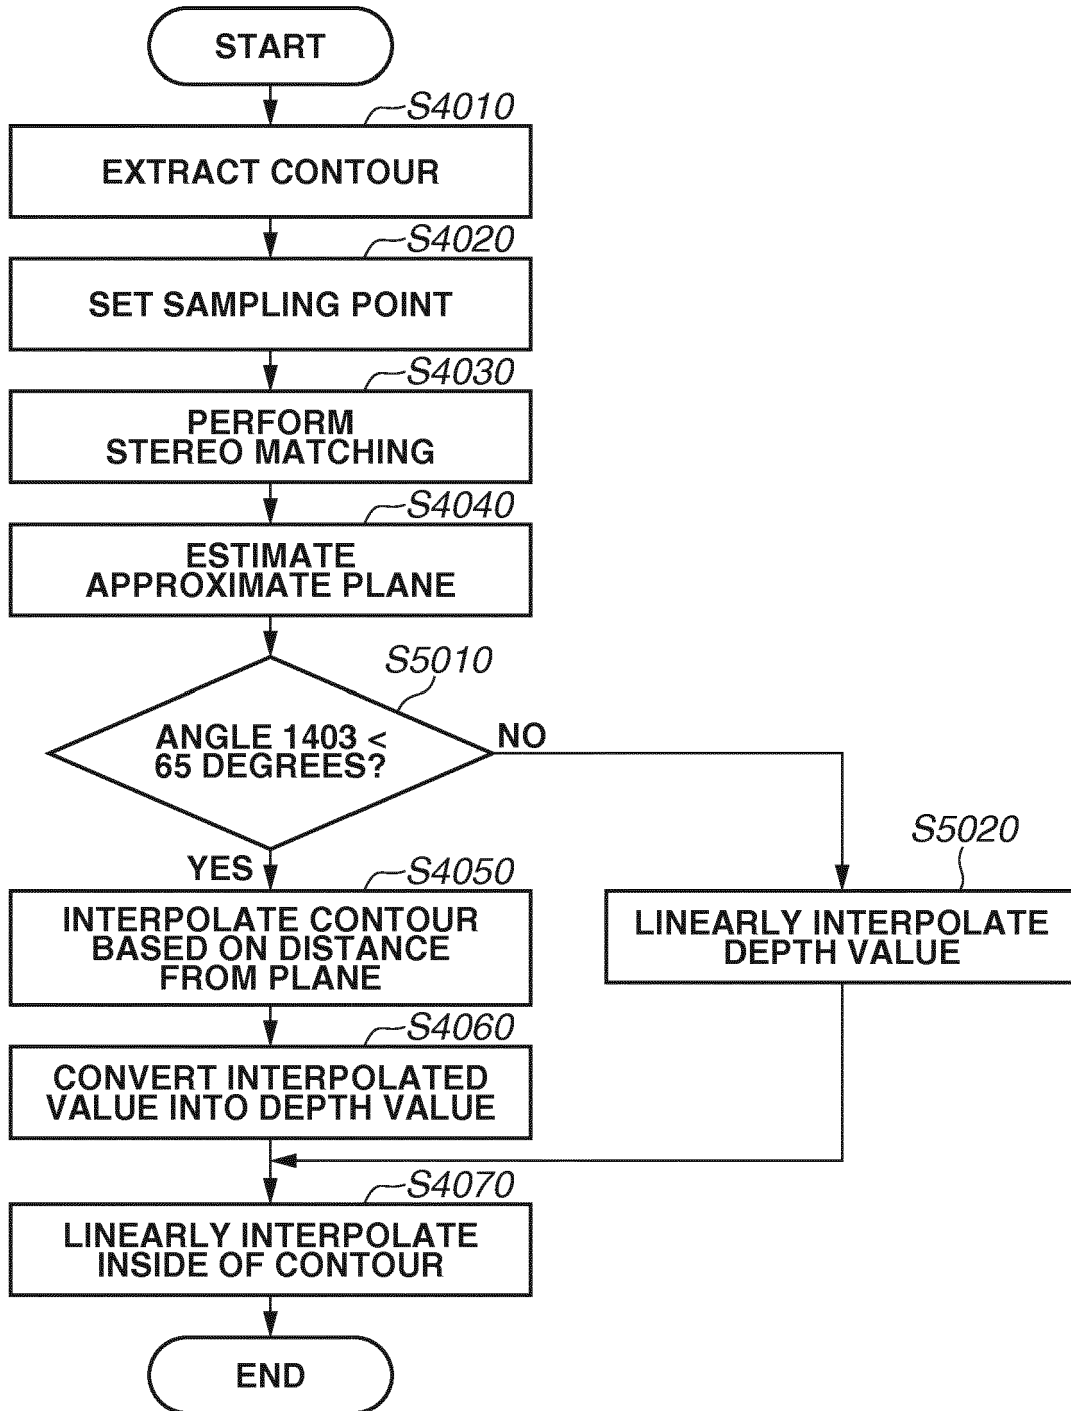 START
S4010
EXTRACT CONTOUR
S4020
SET SAMPLING POINT
S4030
PERFORM
STEREO MATCHING
S4040
ESTIMATE
APPROXIMATE PLANE
S5010
ANGLE 1403 <
65 DEGREES?
NO
YES
S4050
INTERPOLATE CONTOUR
BASED ON DISTANCE
FROM PLANE
S5020
LINEARLY INTERPOLATE
DEPTH VALUE
S4060
CONVERT INTERPOLATED
VALUE INTO DEPTH VALUE
S4070
LINEARLY INTERPOLATE
INSIDE OF CONTOUR
END